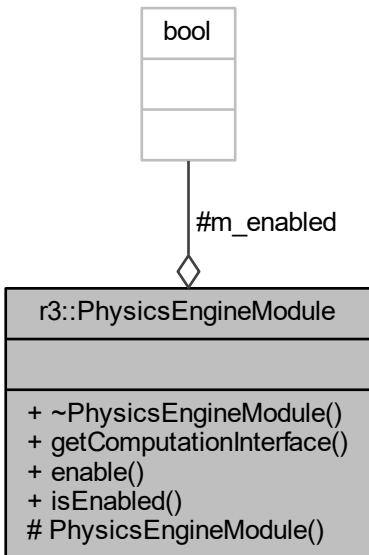 bool
#m_enabled
r3::PhysicsEngineModule
+ ~PhysicsEngineModule()
+ getComputationInterface()
+ enable()
+ isEnabled()
# PhysicsEngineModule()